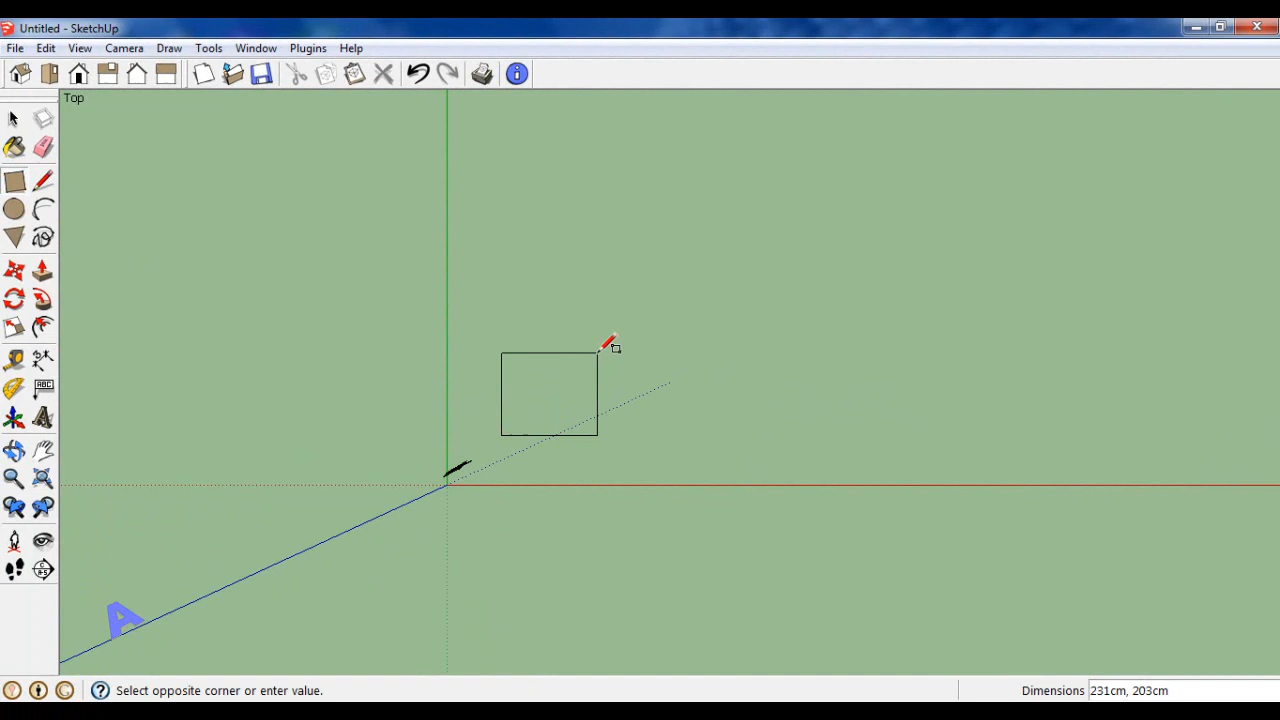 Untitled - SketchUp
File Edit View Camera Draw Tools Window Plugins Help
Top
ABC
A
A
Select opposite corner or enter value.
Dimensions 231cm, 203cm